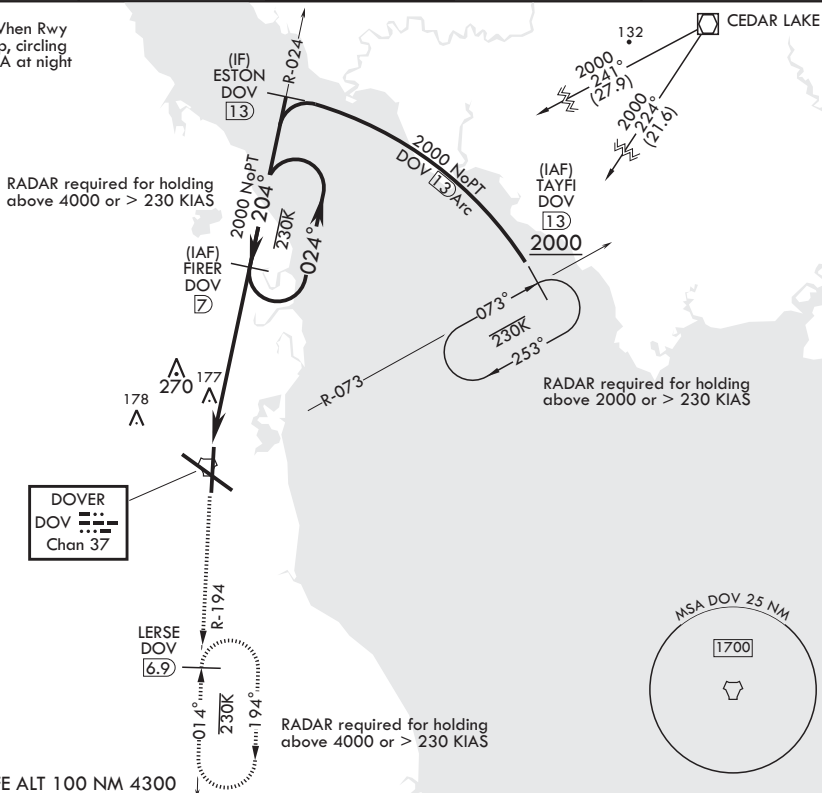 When Rwy
p, circling
A at night
CEDAR LAKE
132
2000
241°
(27.9)
2000
224°
(21.6)
R-024
(IF)
ESTON
DOV
13
2000 NoPT
DOV 13 Arc
(IAF)
TAYFI
DOV
13
2000
RADAR required for holding
above 4000 or > 230 KIAS
2000 NoPT
204°
230K
024°
(IAF)
FIRER
DOV
7
073°
230K
253°
R-073
RADAR required for holding
above 2000 or > 230 KIAS
270
177
178
DOVER
DOV
Chan 37
R-194
LERSE
DOV
6.9
014°
230K
194°
RADAR required for holding
above 4000 or > 230 KIAS
MSA DOV 25 NM
1700
FE ALT 100 NM 4300